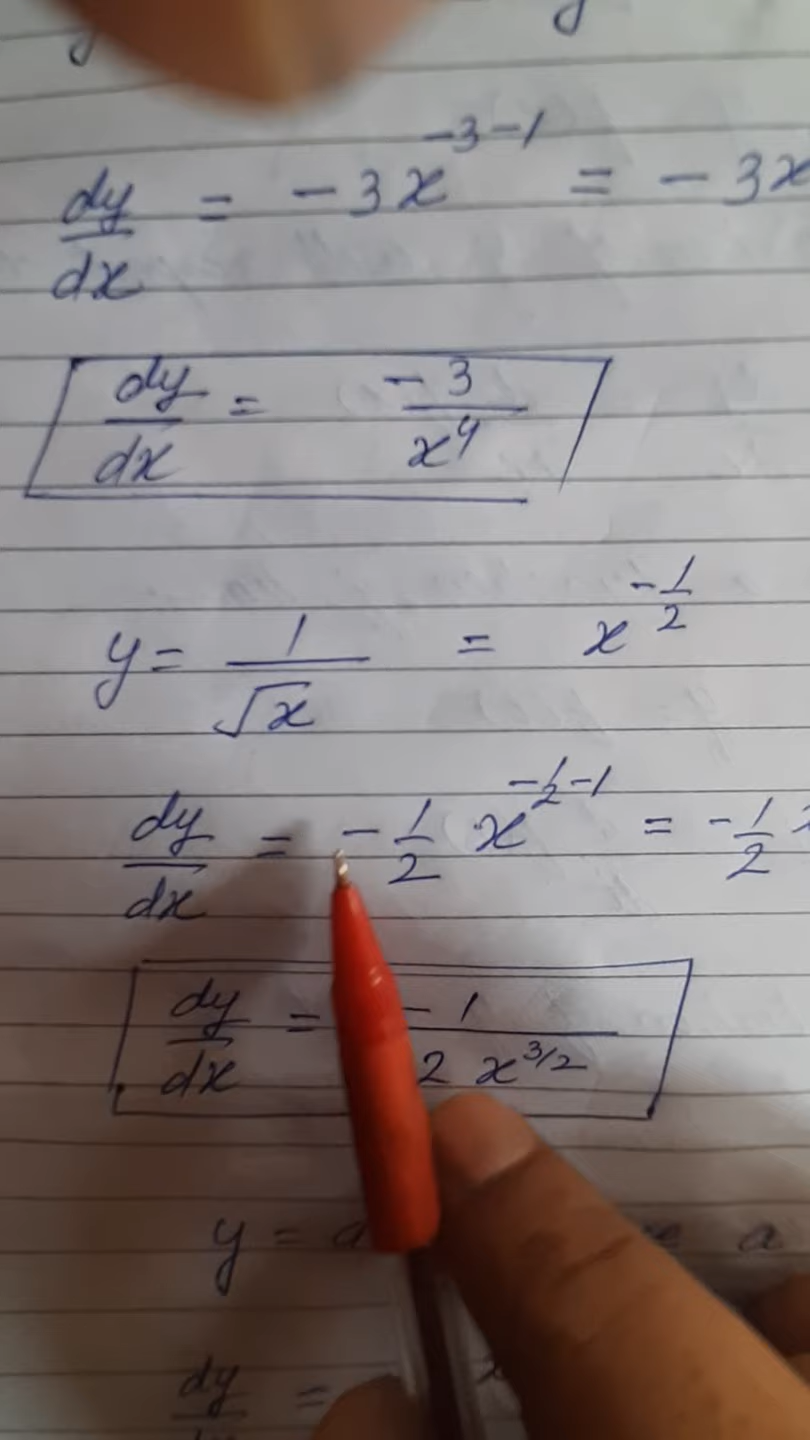 dy/dx = -3x^{-3-1} = -3x
dy/dx = -3/x^4
y = 1/√x = x^{-1/2}
dy/dx = -1/2 x^{-1/2-1} = -1/2
dy/dx = -1/2x^{3/2}
y = a
dy/dx =